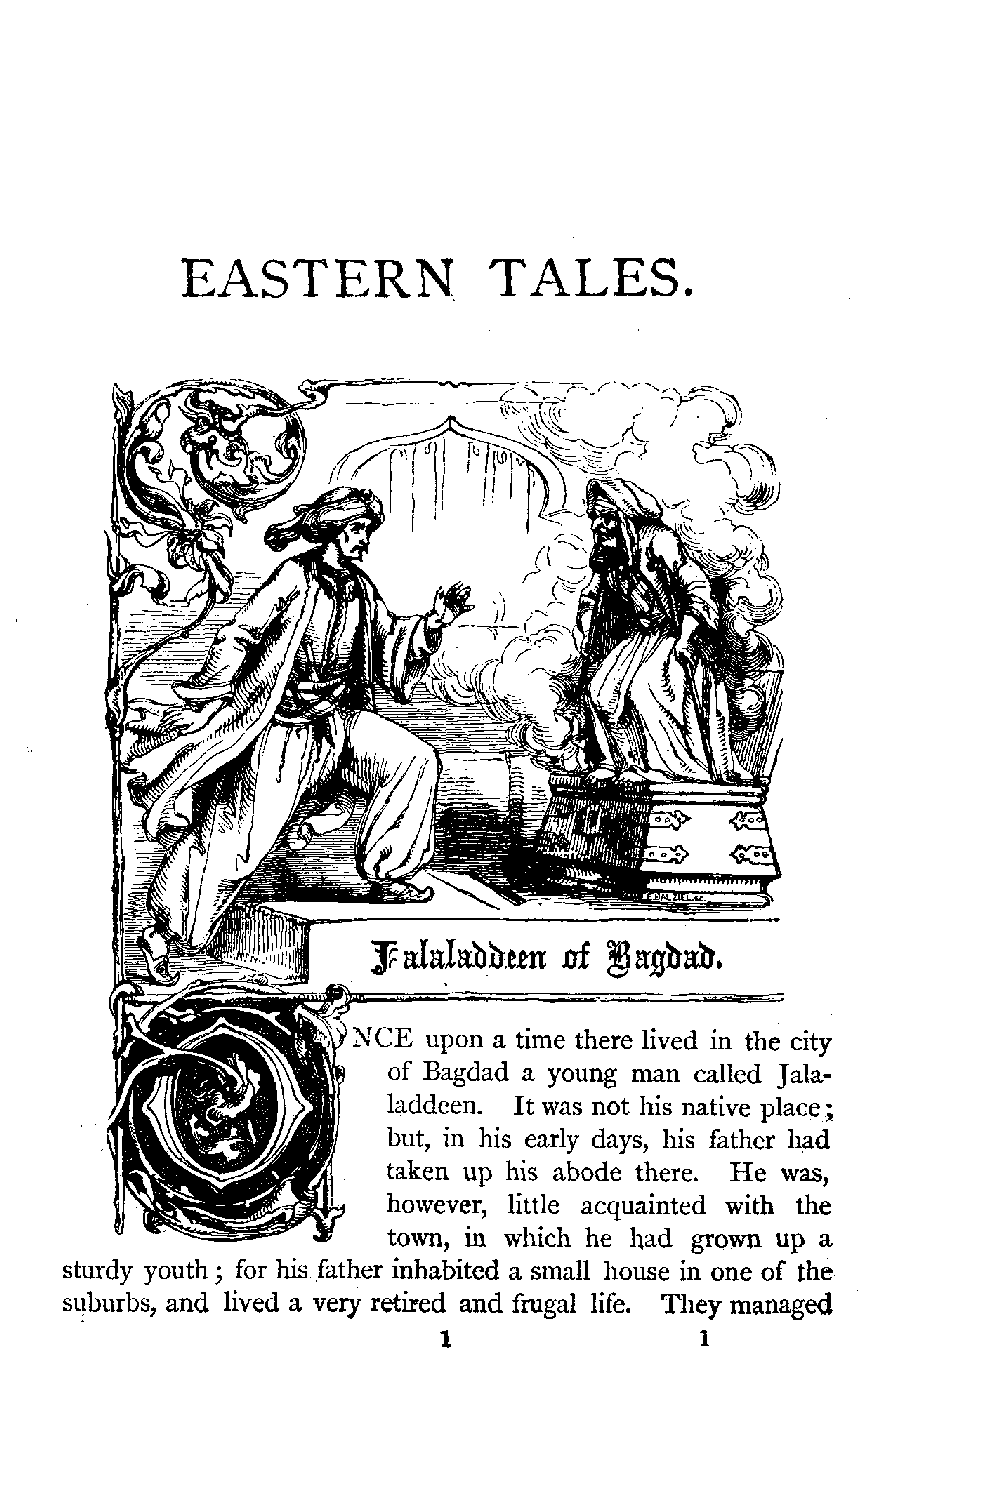 EASTERN TALES.
DALZIEL.sc.
Jalaladdeen of Bagdad.
ONCE upon a time there lived in the city
of Bagdad a young man called Jala-
laddeen. It was not his native place;
but, in his early days, his father had
taken up his abode there. He was,
however, little acquainted with the
town, in which he had grown up a
sturdy youth; for his father inhabited a small house in one of the
suburbs, and lived a very retired and frugal life. They managed
1 1